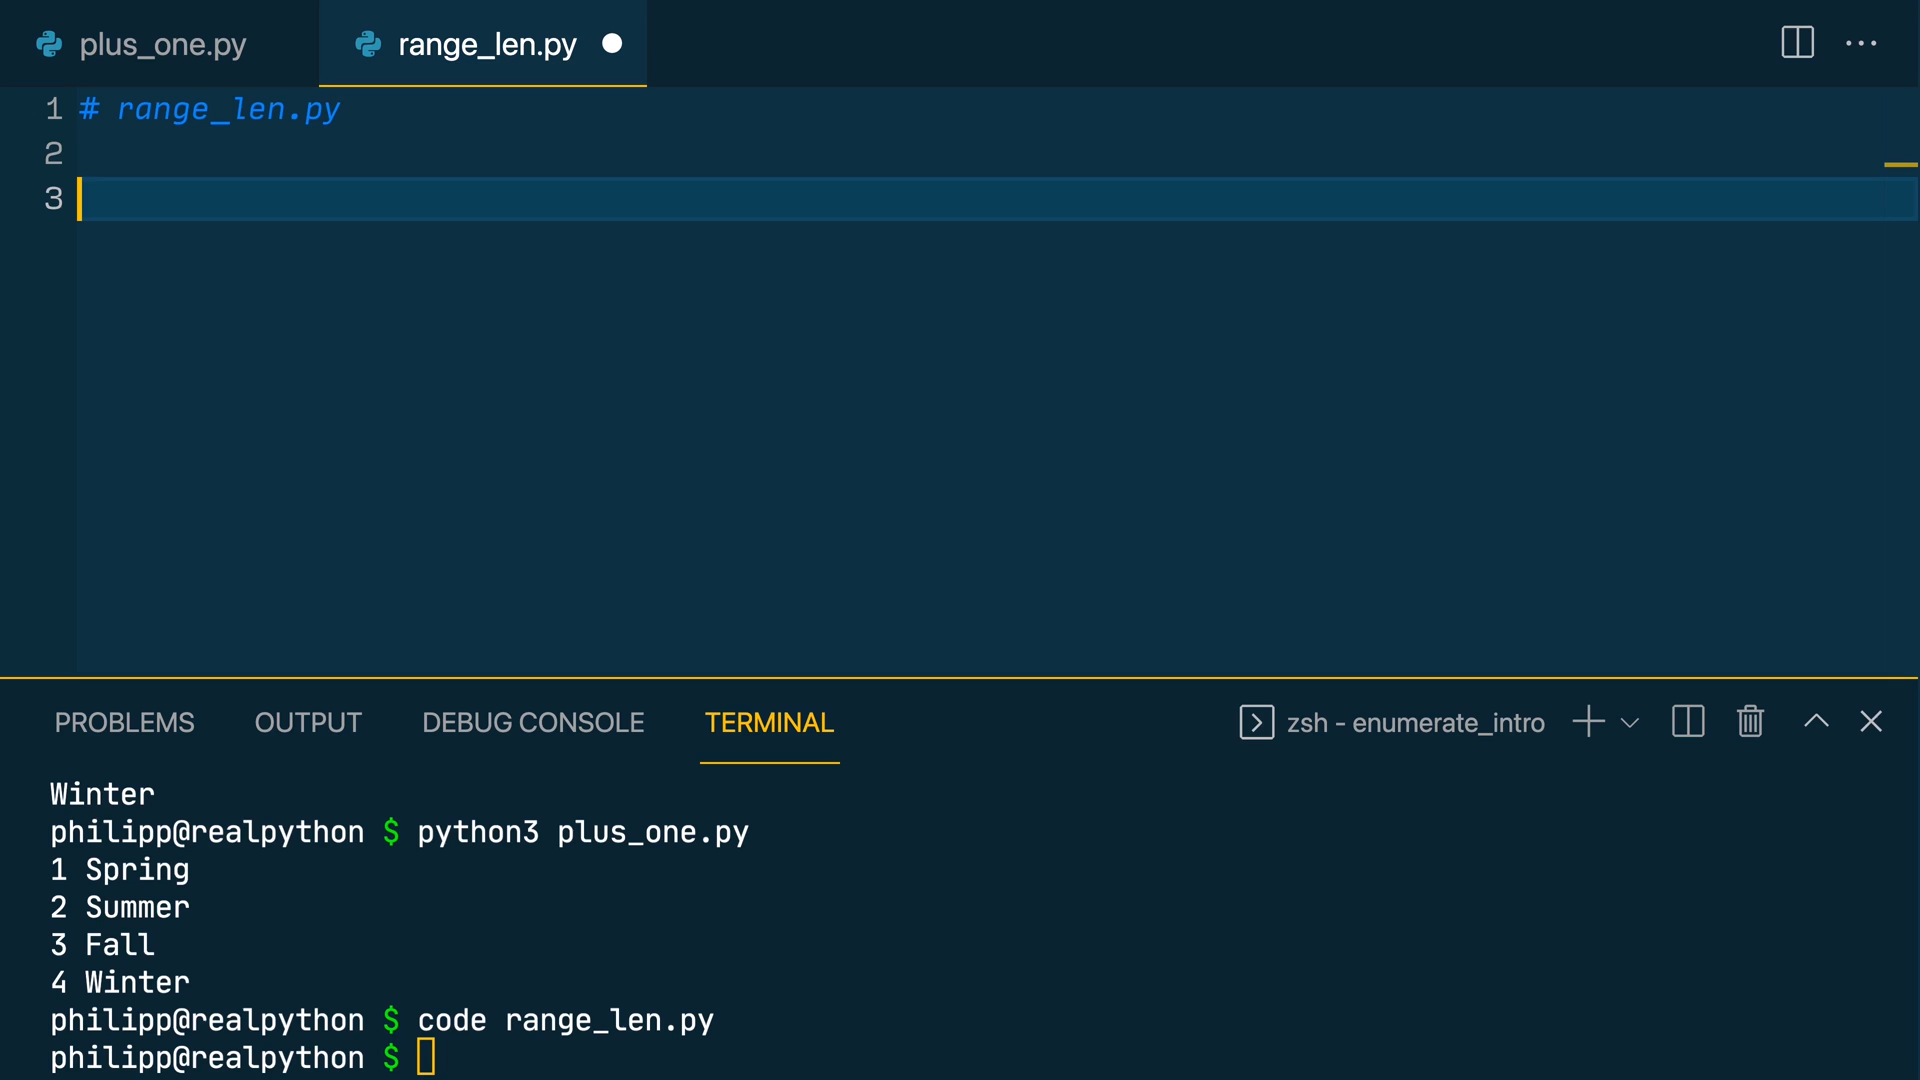 plus_one.py
range_len.py
1 # range_len.py
2
3
PROBLEMS OUTPUT DEBUG CONSOLE TERMINAL zsh - enumerate_intro
Winter
philipp@realpython $ python3 plus_one.py
1 Spring
2 Summer
3 Fall
4 Winter
philipp@realpython $ code range_len.py
philipp@realpython $